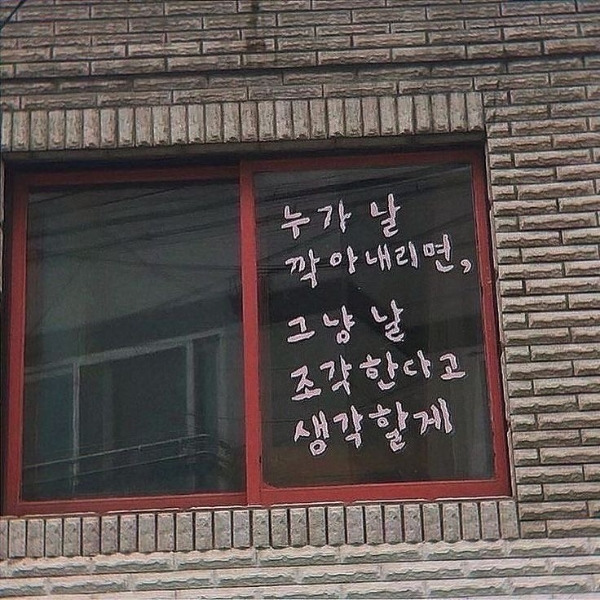 누가 날
깍아내리면,
그냥 날
조각한다고
생각할게